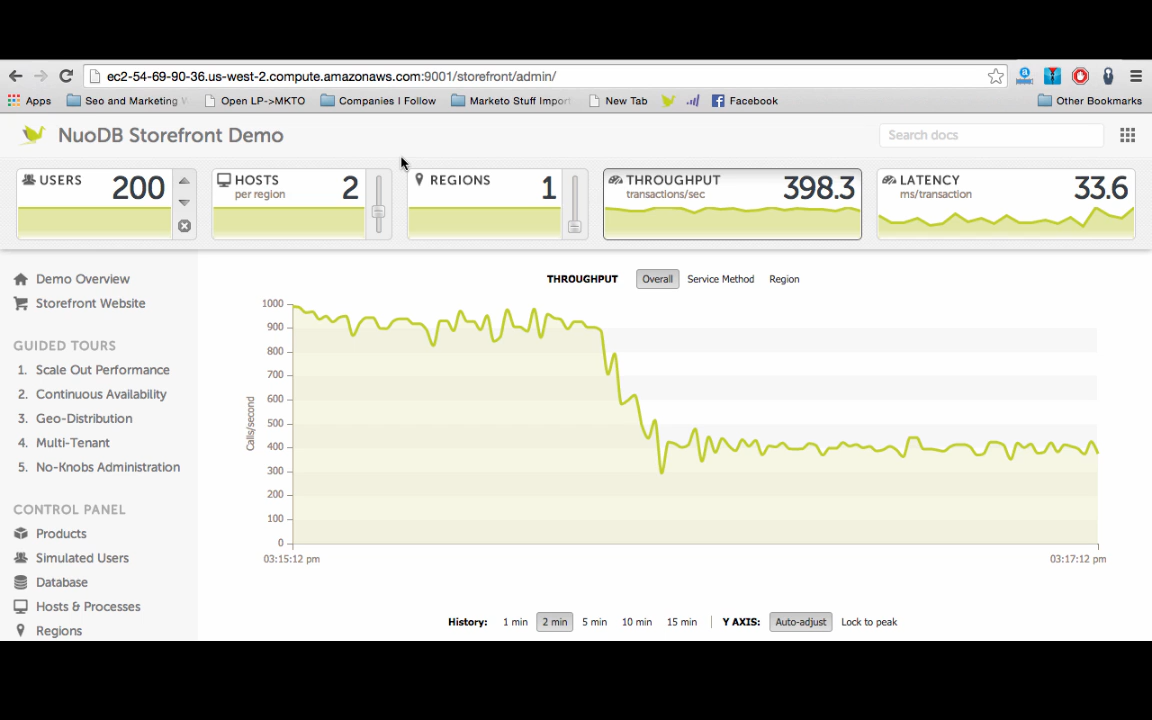 ec2-54-69-90-36.us-west-2.compute.amazonaws.com:9001/storefront/admin/
Apps Seo and Marketing Open LP->MKTO Companies I Follow Marketo Stuff Import New Tab Facebook Other Bookmarks
NuoDB Storefront Demo Search docs
USERS 200 HOSTS per region 2 REGIONS 1 THROUGHPUT transactions/sec 398.3 LATENCY ms/transaction 33.6
Demo Overview
Storefront Website
GUIDED TOURS
1. Scale Out Performance
2. Continuous Availability
3. Geo-Distribution
4. Multi-Tenant
5. No-Knobs Administration
CONTROL PANEL
Products
Simulated Users
Database
Hosts & Processes
Regions
THROUGHPUT Overall Service Method Region
Calls/second
1000
900
800
700
600
500
400
300
200
100
0
03:15:12 pm 03:17:12 pm
History: 1 min 2 min 5 min 10 min 15 min Y AXIS: Auto-adjust Lock to peak